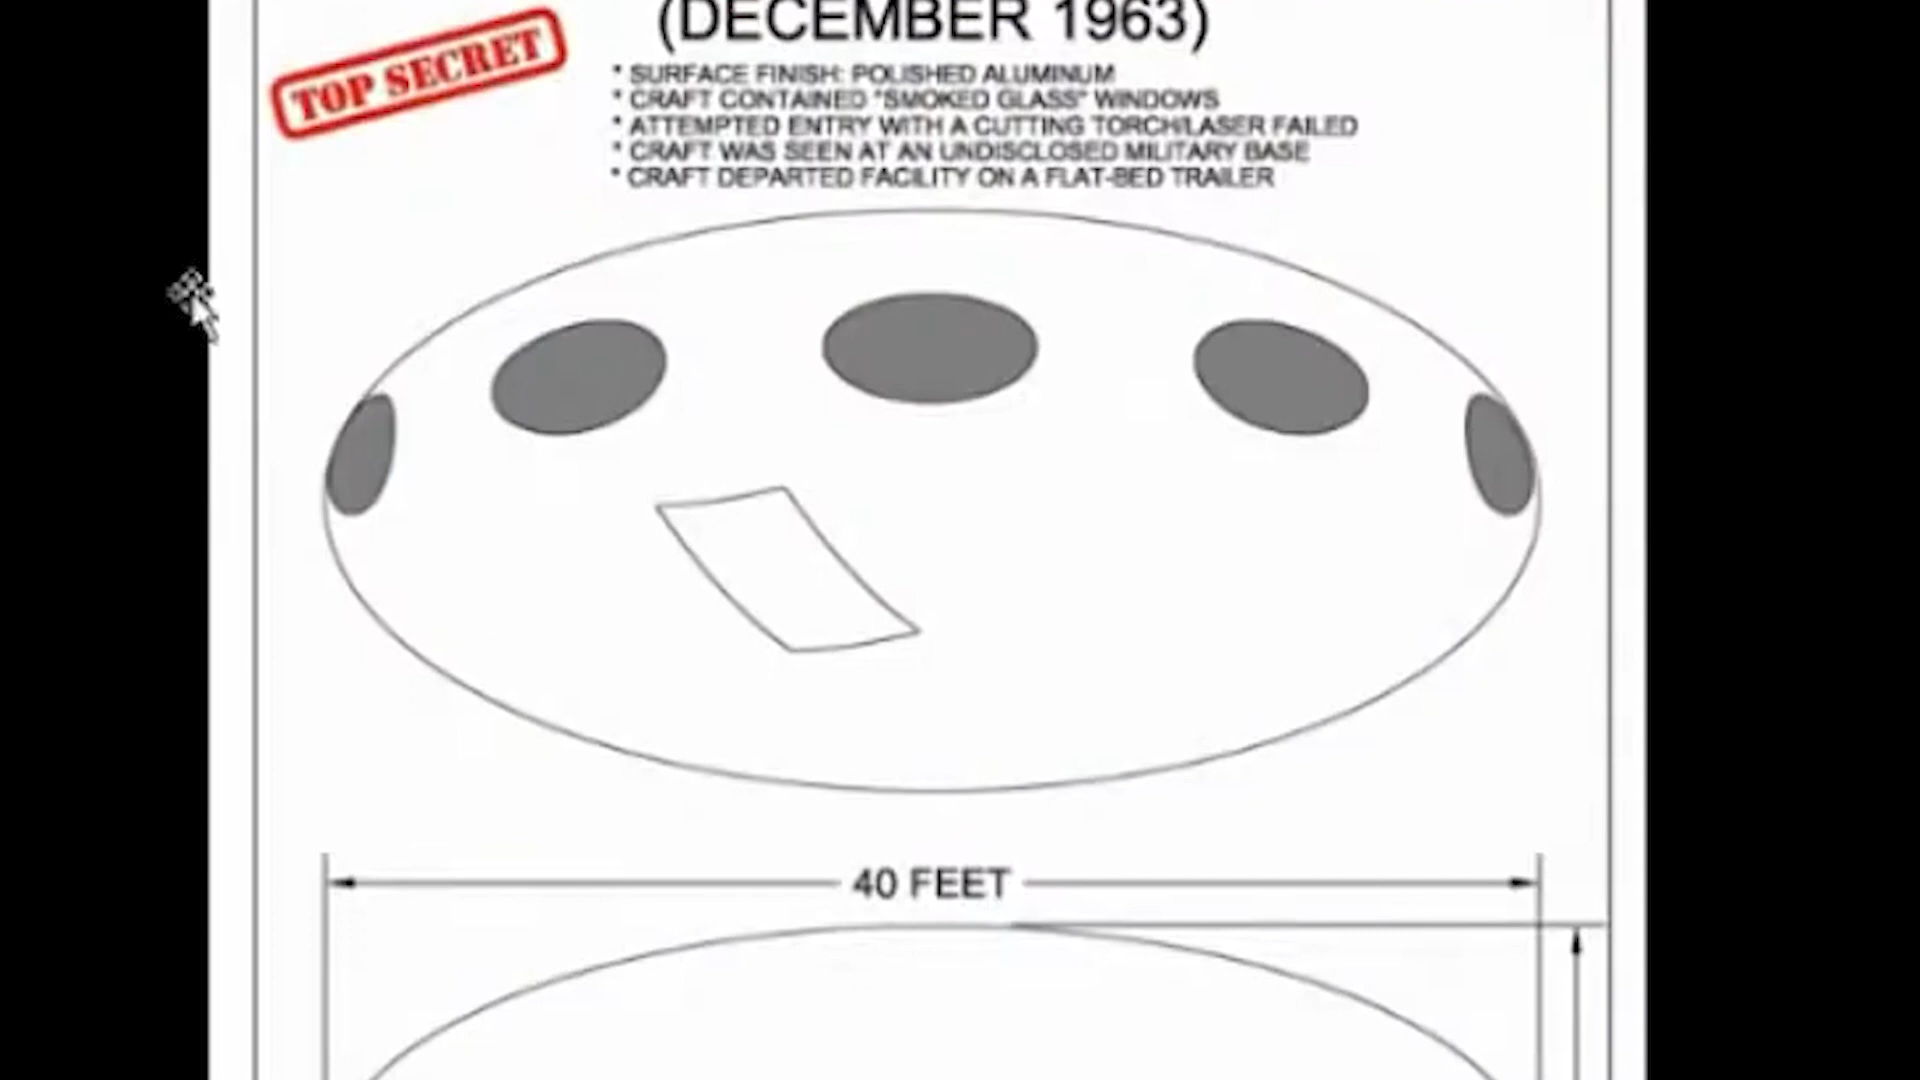 (DECEMBER 1963)
TOP SECRET
* SURFACE FINISH: POLISHED ALUMINUM
* CRAFT CONTAINED "SMOKED GLASS" WINDOWS
* ATTEMPTED ENTRY WITH A CUTTING TORCH/LASER FAILED
* CRAFT WAS SEEN AT AN UNDISCLOSED MILITARY BASE
* CRAFT DEPARTED FACILITY ON A FLAT-BED TRAILER
40 FEET